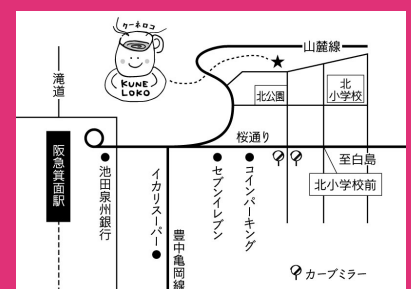 クーネロコ
KUNE
LOKO
山麓線
滝道
北公園
北
小学校
桜通り
阪急箕面駅
池田泉州銀行
イカリスーパー
豊中亀岡線
セブンイレブン
コインパーキング
至白島
北小学校前
カーブミラー